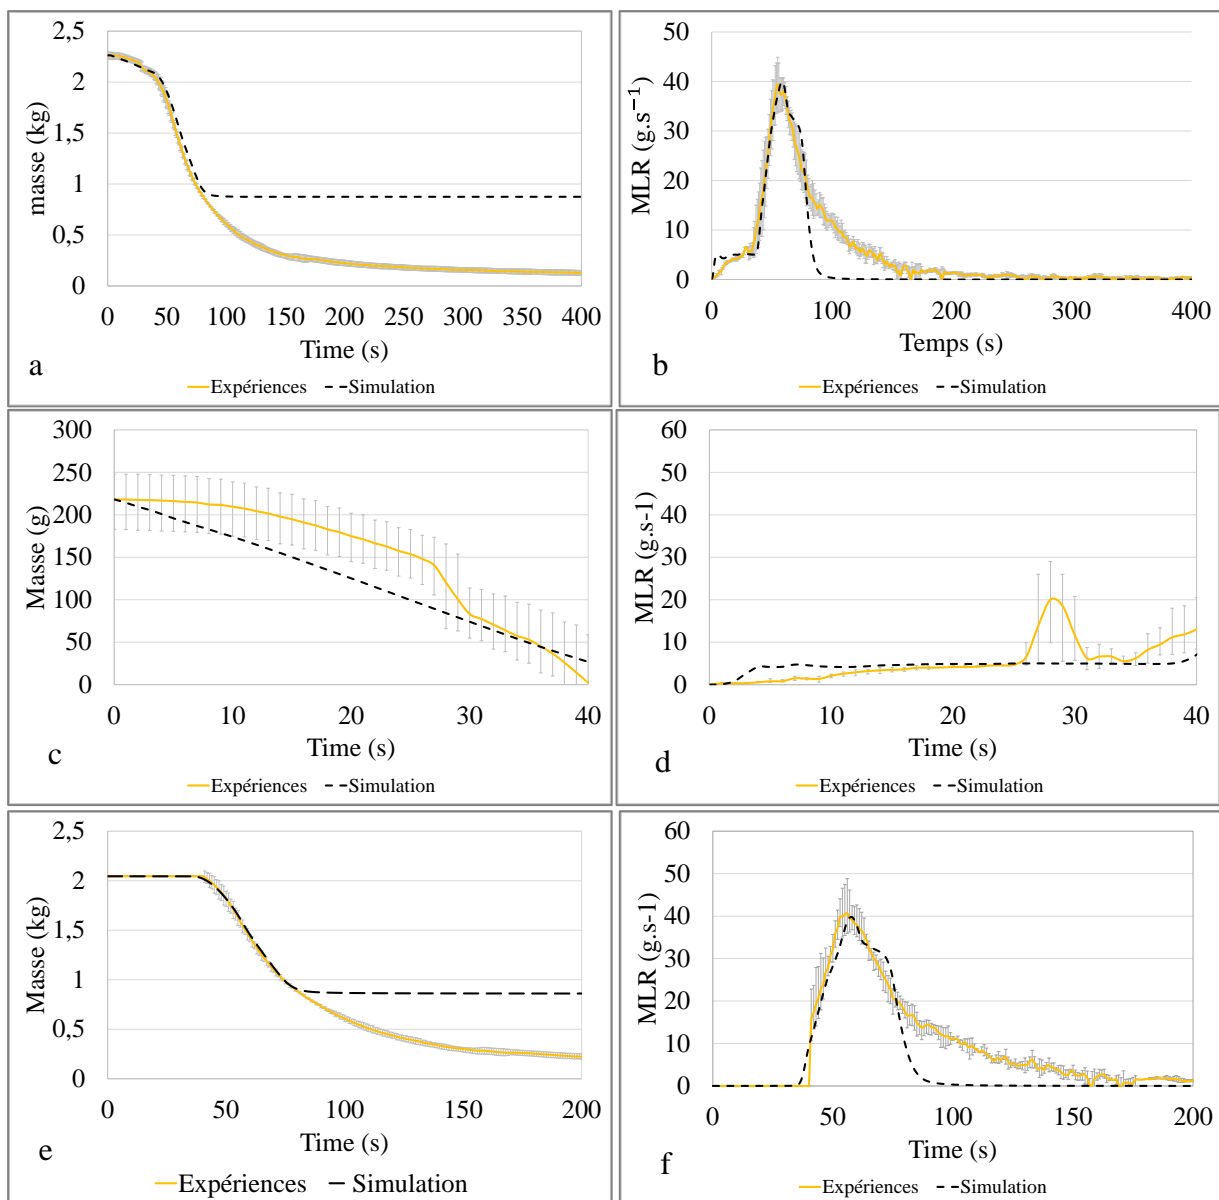 2,5
2
1,5
1
0,5
0
masse (kg)
0 50 100 150 200 250 300 350 400
Time (s)
a
Expériences Simulation
50
40
30
20
10
0
MLR (g.s⁻¹)
0 100 200 300 400
Temps (s)
b
Expériences Simulation
300
250
200
150
100
50
0
Masse (g)
0 10 20 30 40
Time (s)
c
Expériences Simulation
60
50
40
30
20
10
0
MLR (g.s-1)
0 10 20 30 40
Time (s)
d
Expériences Simulation
2,5
2
1,5
1
0,5
0
Masse (kg)
0 50 100 150 200
Time (s)
e
Expériences Simulation
60
50
40
30
20
10
0
MLR (g.s-1)
0 50 100 150 200
Time (s)
f
Expériences Simulation